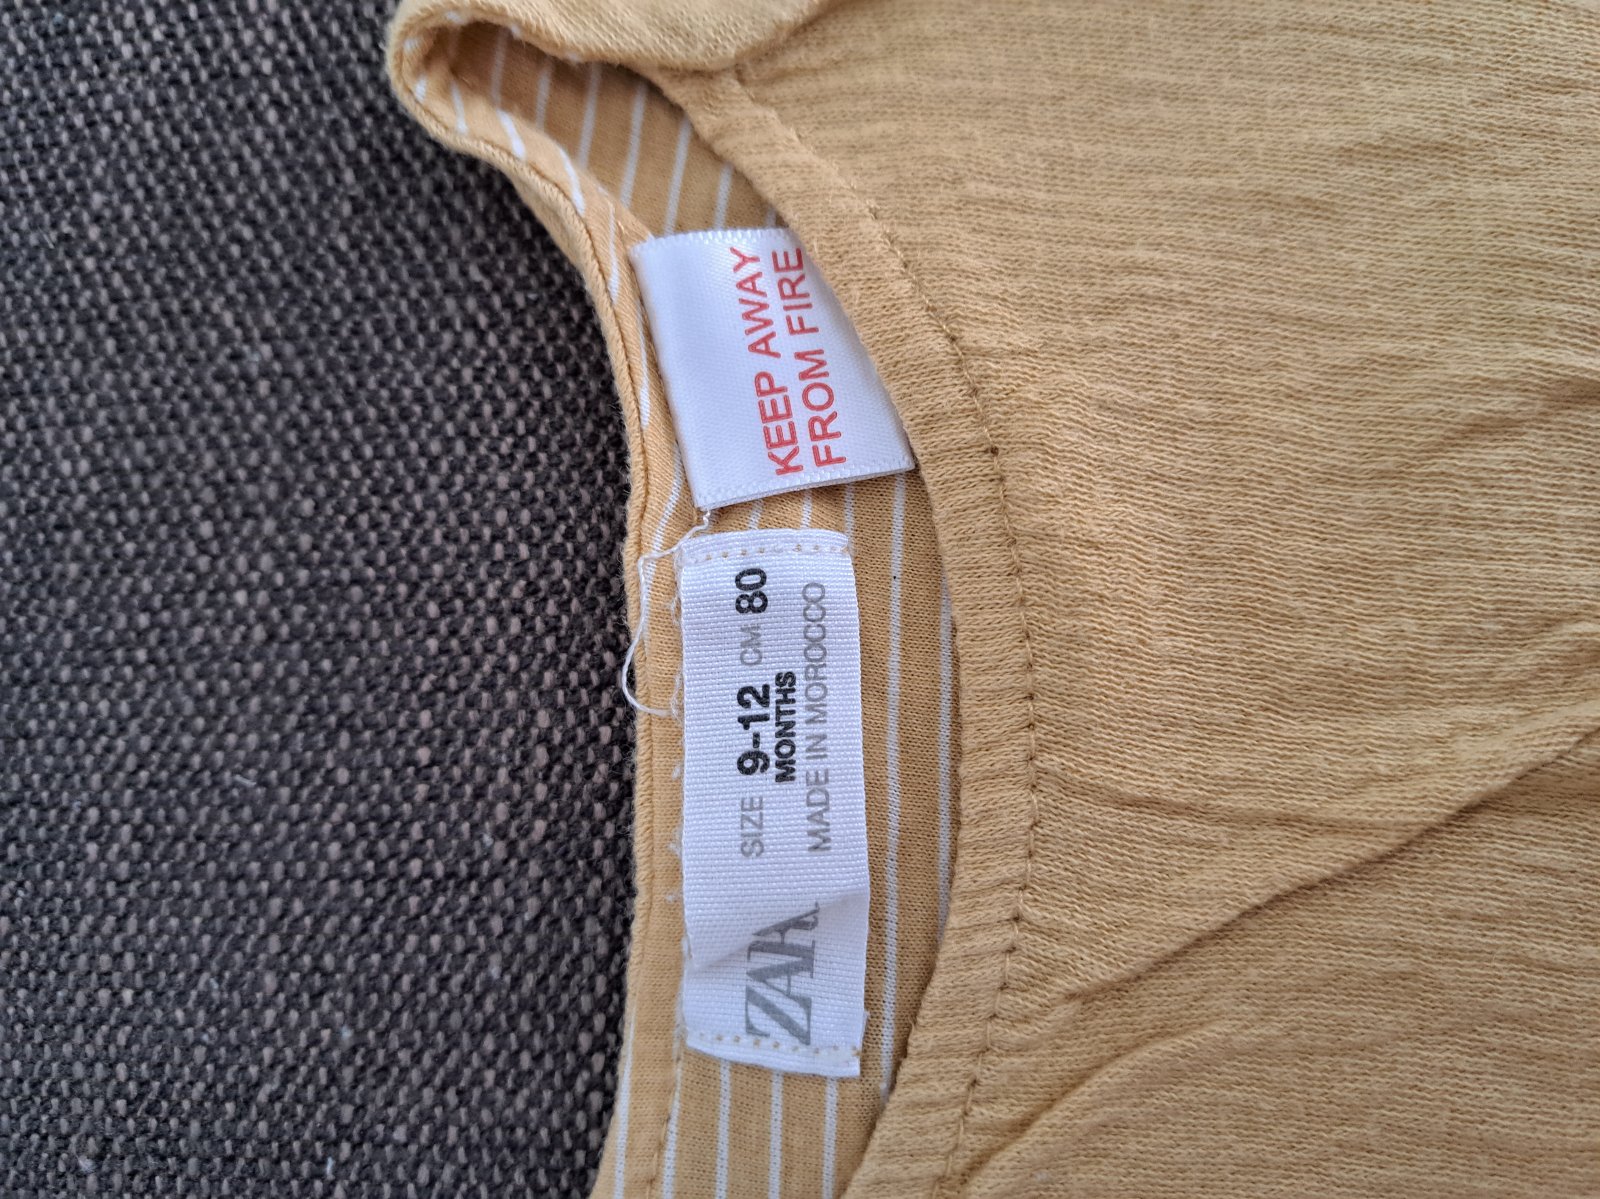 KEEP AWAY
FROM FIRE
ZARA
SIZE 9-12 CM 80
MONTHS
MADE IN MOROCCO